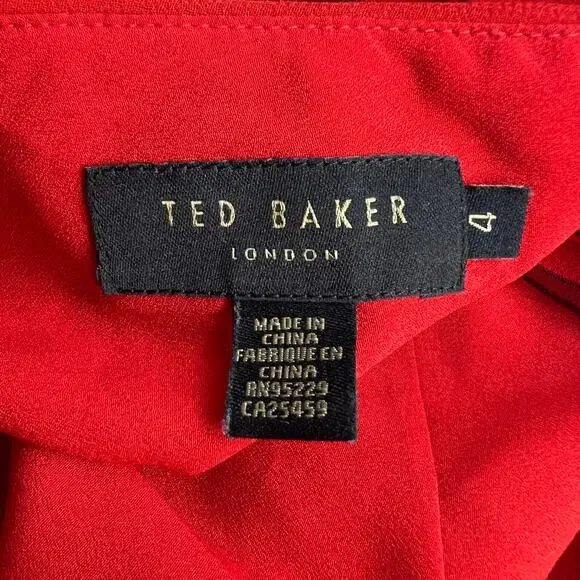 TED BAKER
LONDON
4
MADE IN
CHINA
FABRIQUE EN
CHINA
RN95229
CA25459